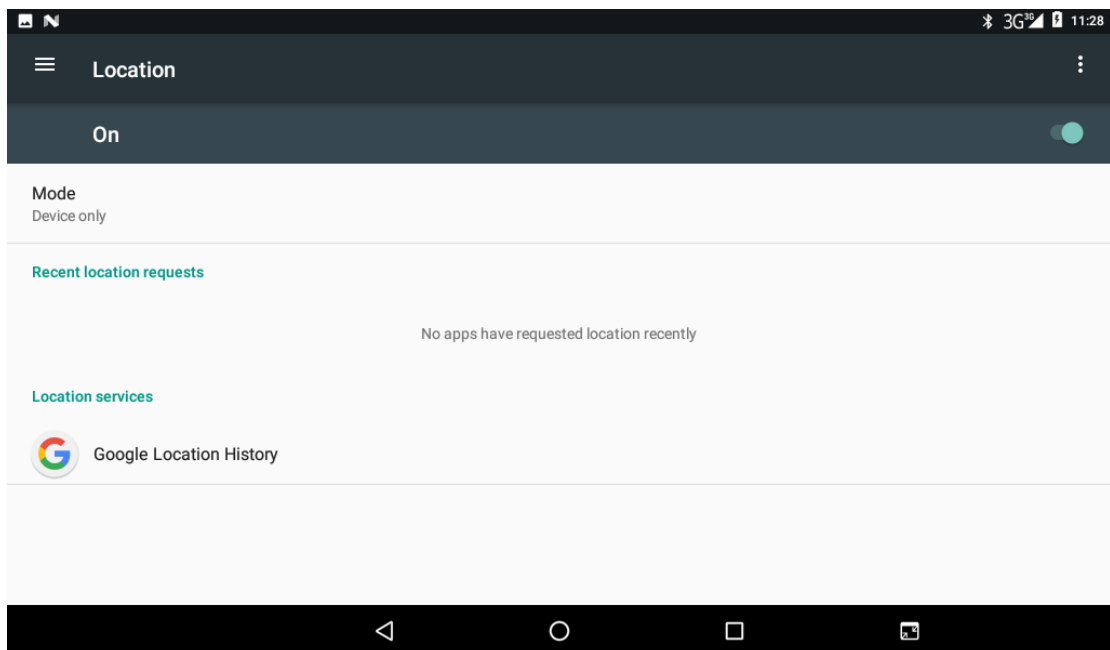 3G 3G 11:28
Location
On
Mode
Device only
Recent location requests
No apps have requested location recently
Location services
Google Location History